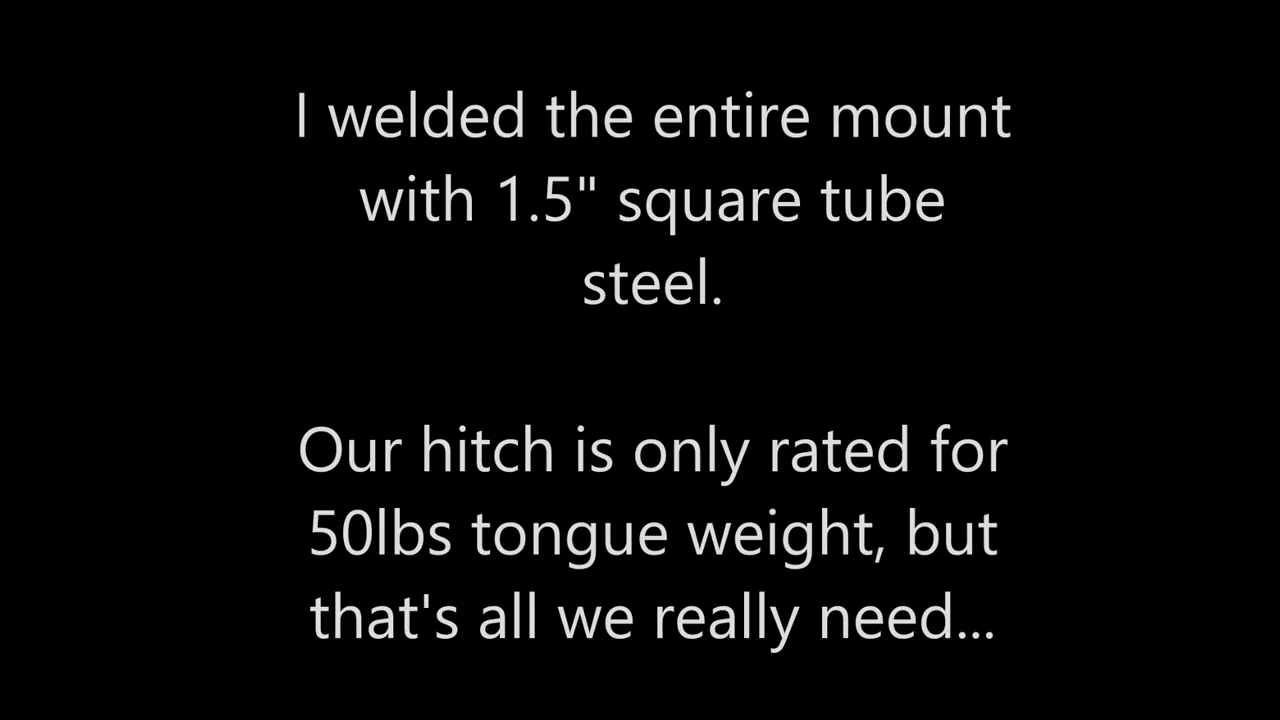 I welded the entire mount
with 1.5" square tube
steel.
Our hitch is only rated for
50lbs tongue weight, but
that's all we really need...